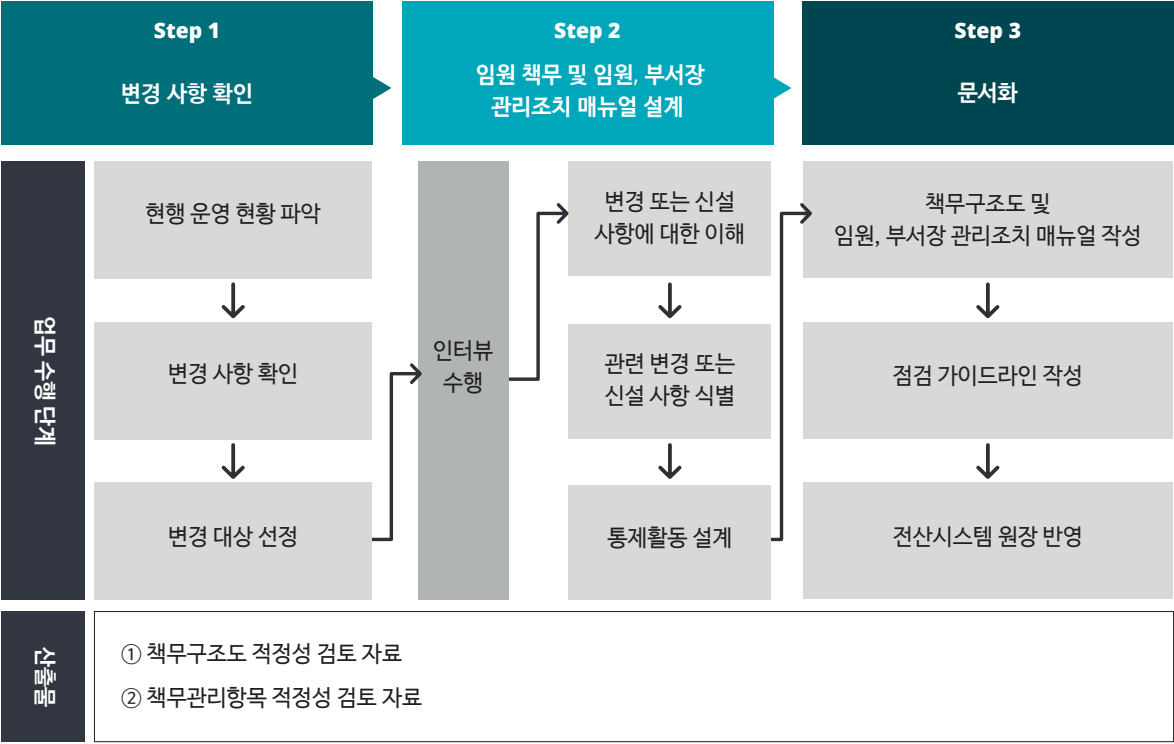 Step 1
변경 사항 확인
Step 2
임원 책무 및 임원, 부서장
관리조치 매뉴얼 설계
Step 3
문서화
업무 수행 단계
현행 운영 현황 파악
변경 사항 확인
변경 대상 선정
인터뷰
수행
변경 또는 신설
사항에 대한 이해
관련 변경 또는
신설 사항 식별
통제활동 설계
책무구조도 및
임원, 부서장 관리조치 매뉴얼 작성
점검 가이드라인 작성
전산시스템 원장 반영
산출물
① 책무구조도 적정성 검토 자료
② 책무관리항목 적정성 검토 자료